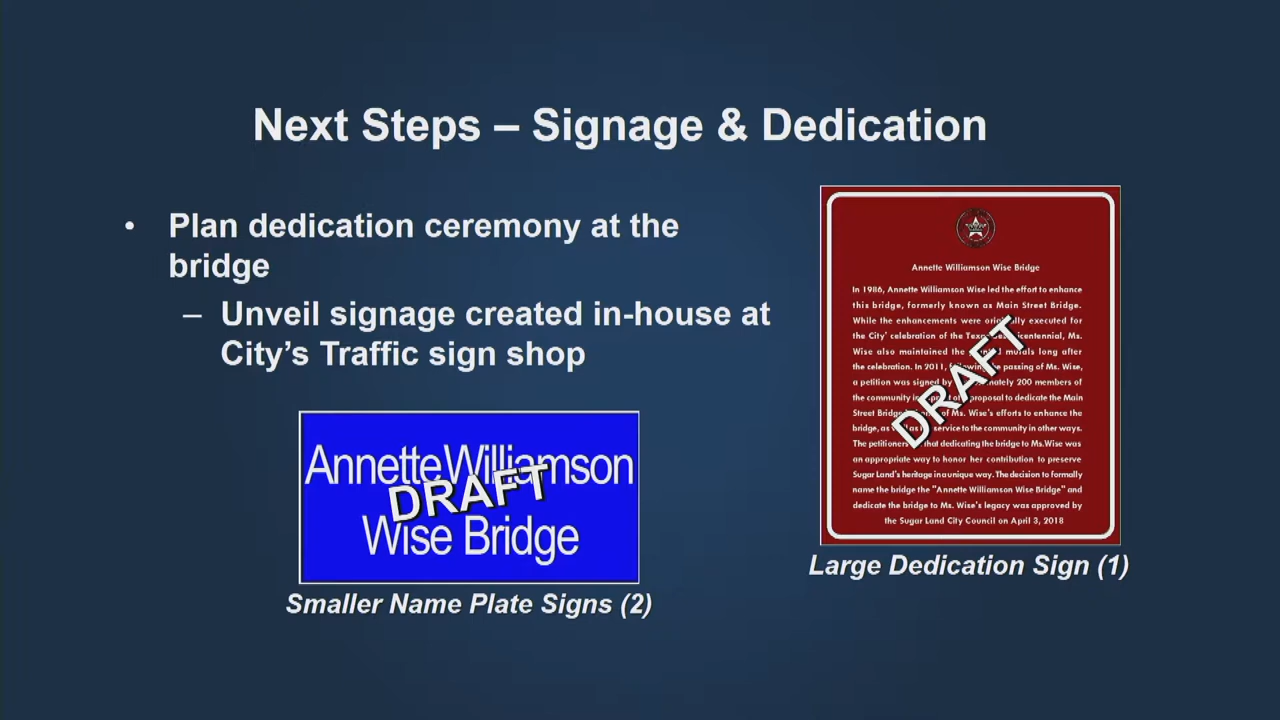 Next Steps – Signage & Dedication
• Plan dedication ceremony at the
bridge
– Unveil signage created in-house at
City's Traffic sign shop
Annette Williamson
Wise Bridge
DRAFT
Smaller Name Plate Signs (2)
Annette Williamson Wise Bridge
In 1986, Annette Williamson Wise led the effort to enhance
this bridge, formerly known as Main Street Bridge.
While the enhancements were executed for
the City' celebration of the Texas Sesquicentennial, Ms.
Wise also maintained the murals long after
the celebration. In 2011, following the passing of Ms. Wise,
a petition was signed by 200 members of
the community in of a proposal to dedicate the Main
Street Bridge of Ms. Wise's efforts to enhance the
bridge, as well as service to the community in other ways.
The petitioners that dedicating the bridge to Ms.Wise was
an appropriate way to honor her contribution to preserve
Sugar Land's heritage in a unique way. The decision to formally
name the bridge the "Annette Williamson Wise Bridge" and
dedicate the bridge to Ms. Wise's legacy was approved by
the Sugar Land City Council on April 3, 2018
DRAFT
Large Dedication Sign (1)